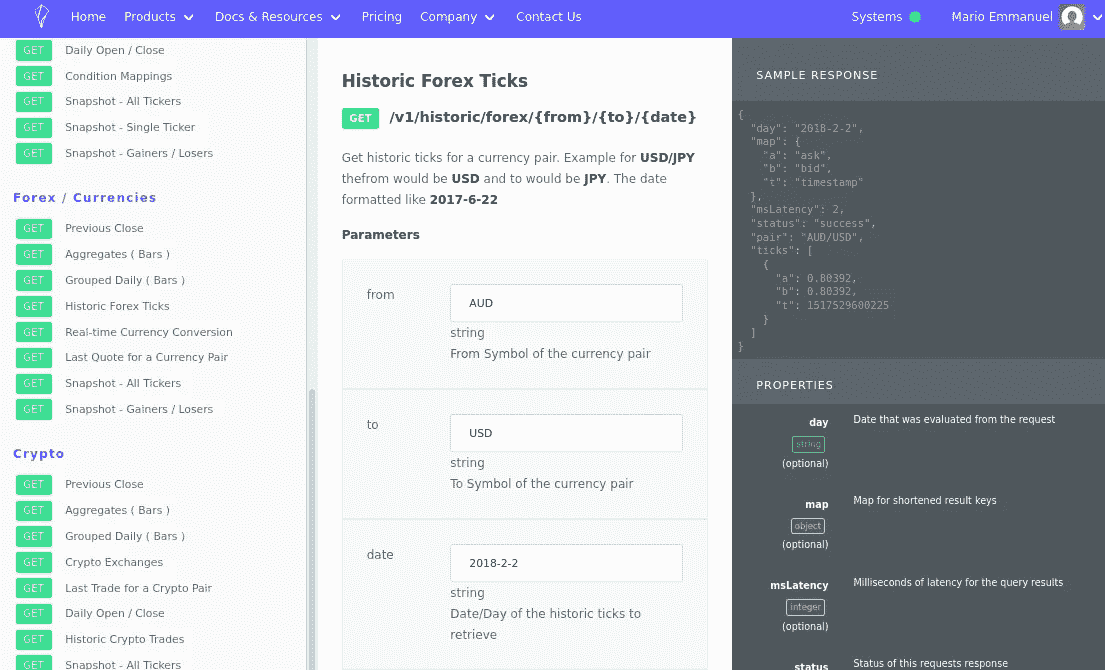 Home Products Docs & Resources Pricing Company Contact Us Systems Mario Emmanuel
GET Daily Open / Close
GET Condition Mappings
GET Snapshot - All Tickers
GET Snapshot - Single Ticker
GET Snapshot - Gainers / Losers
Forex / Currencies
GET Previous Close
GET Aggregates ( Bars )
GET Grouped Daily ( Bars )
GET Historic Forex Ticks
GET Real-time Currency Conversion
GET Last Quote for a Currency Pair
GET Snapshot - All Tickers
GET Snapshot - Gainers / Losers
Crypto
GET Previous Close
GET Aggregates ( Bars )
GET Grouped Daily ( Bars )
GET Crypto Exchanges
GET Last Trade for a Crypto Pair
GET Daily Open / Close
GET Historic Crypto Trades
GET Snapshot - All Tickers
Historic Forex Ticks
GET /v1/historic/forex/{from}/{to}/{date}
Get historic ticks for a currency pair. Example for USD/JPY
thefrom would be USD and to would be JPY. The date
formatted like 2017-6-22
Parameters
from AUD
string
From Symbol of the currency pair
to USD
string
To Symbol of the currency pair
date 2018-2-2
string
Date/Day of the historic ticks to
retrieve
SAMPLE RESPONSE
{
"day": "2018-2-2",
"map": {
"a": "ask",
"b": "bid",
"t": "timestamp"
},
"msLatency": 2,
"status": "success",
"pair": "AUD/USD",
"ticks": [
{
"a": 0.80392,
"b": 0.80392,
"t": 1517529600225
}
]
}
PROPERTIES
day Date that was evaluated from the request
string
(optional)
map Map for shortened result keys
object
(optional)
msLatency Milliseconds of latency for the query results
integer
(optional)
status Status of this requests response